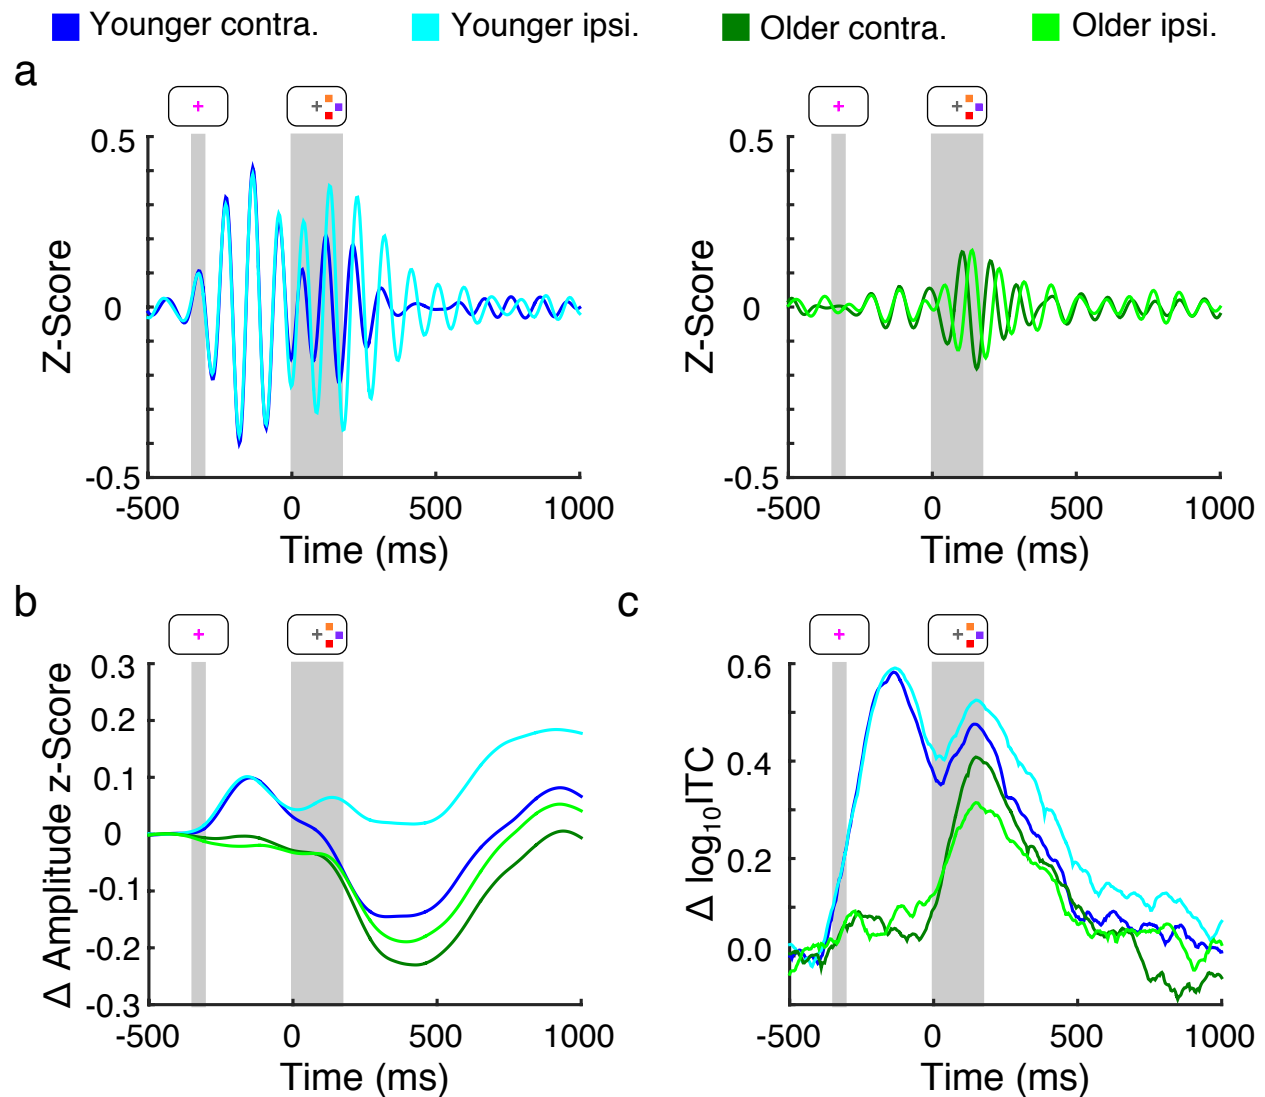 Younger contra. Younger ipsi. Older contra. Older ipsi.
a
0.5 0 -0.5
Z-Score
-500 0 500 1000
Time (ms)
0.5 0 -0.5
Z-Score
-500 0 500 1000
Time (ms)
b
0.3 0.2 0.1 0 -0.1 -0.2 -0.3
Δ Amplitude z-Score
-500 0 500 1000
Time (ms)
c
0.6 0.4 0.2 0.0
Δ log₁₀ITC
-500 0 500 1000
Time (ms)